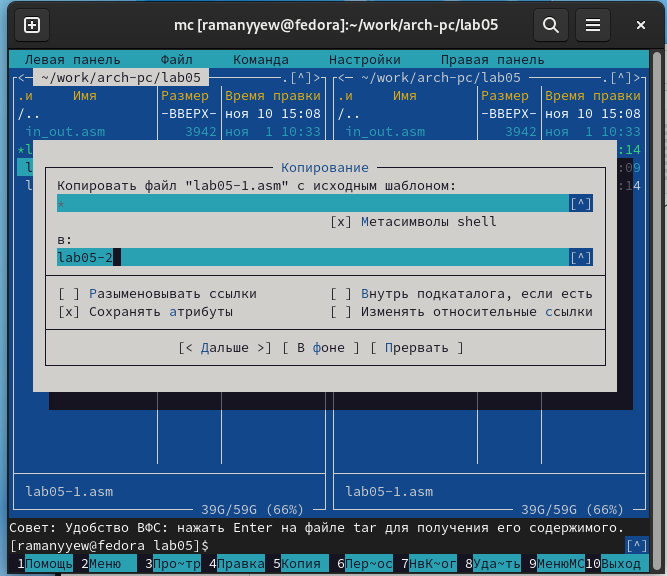 mc [ramanyyew@fedora]:~/work/arch-pc/lab05
Левая панель Файл Команда Настройки Правая панель
<─ ~/work/arch-pc/lab05 .[^]> <─ ~/work/arch-pc/lab05 .[^]>
.и Имя Размер Время правки .и Имя Размер Время правки
/.. -ВВЕРХ- ноя 10 15:08 /.. -ВВЕРХ- ноя 10 15:08
in_out.asm 3942 ноя 1 10:33 in_out.asm 3942 ноя 1 10:33
*l :14
l :09
l :14
Копирование
Копировать файл "lab05-1.asm" с исходным шаблоном:
* [^]
[x] Метасимволы shell
в:
lab05-2 [^]
[ ] Разыменовывать ссылки [ ] Внутрь подкаталога, если есть
[x] Сохранять атрибуты [ ] Изменять относительные ссылки
[< Дальше >] [ В фоне ] [ Прервать ]
lab05-1.asm lab05-1.asm
39G/59G (66%) 39G/59G (66%)
Совет: Удобство ВФС: нажать Enter на файле tar для получения его содержимого.
[ramanyyew@fedora lab05]$ [^]
1Помощь 2Меню 3Про~тр 4Правка 5Копия 6Пер~ос 7НвК~ог 8Уда~ть 9МенюMC 10Выход